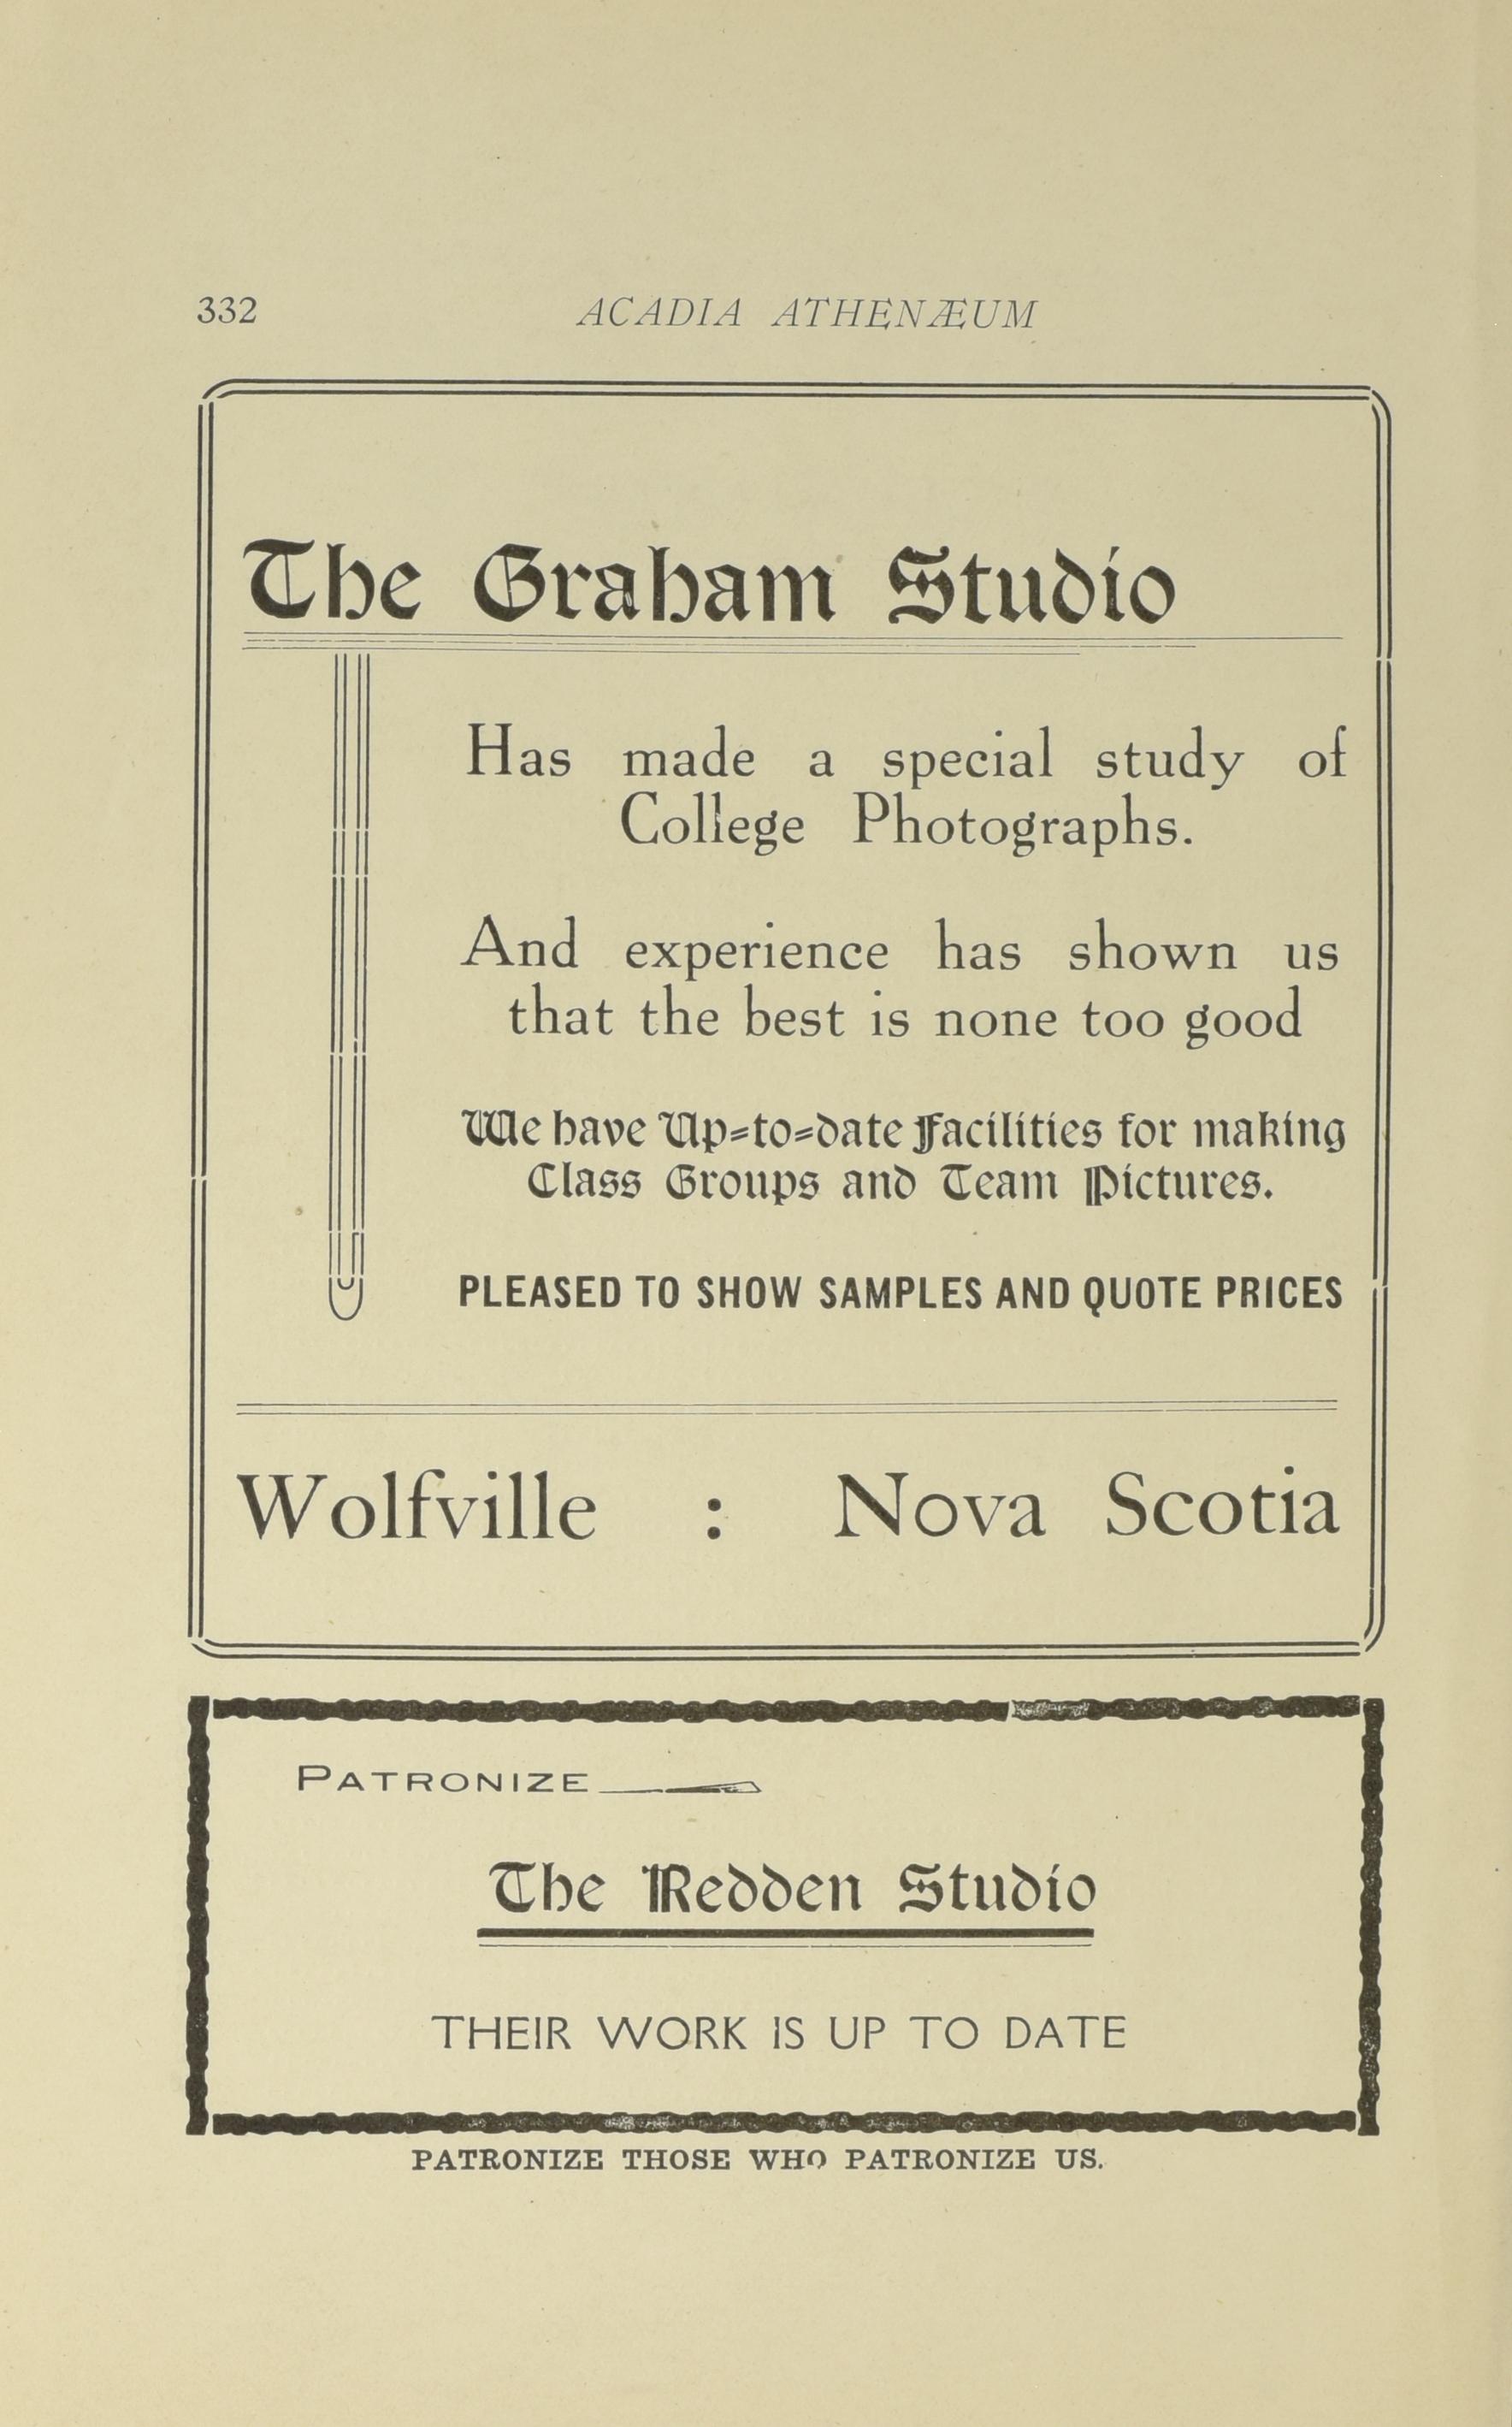 332 ACADIA ATHENÆUM
The Graham Studio
Has made a special study of
College Photographs.
And experience has shown us
that the best is none too good
We have Up=to=date Facilities for making
Class Groups and Team Pictures.
PLEASED TO SHOW SAMPLES AND QUOTE PRICES
Wolfville : Nova Scotia
PATRONIZE
The Redden Studio
THEIR WORK IS UP TO DATE
PATRONIZE THOSE WHO PATRONIZE US.